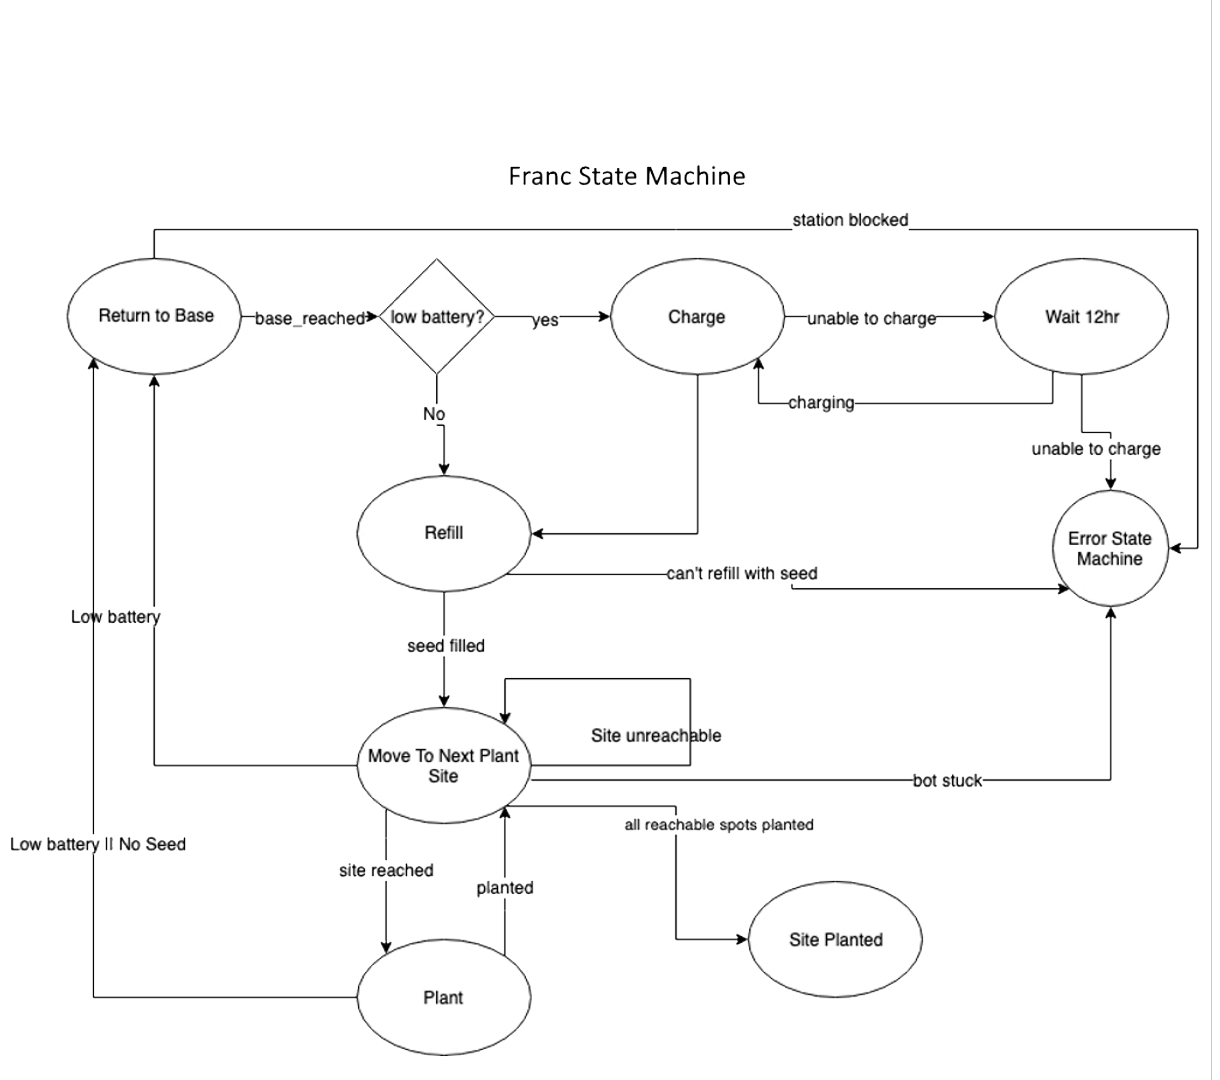 Franc State Machine
station blocked
Return to Base
base_reached
low battery?
yes
Charge
unable to charge
Wait 12hr
charging
No
unable to charge
Refill
Error State
Machine
can't refill with seed
Low battery
seed filled
Site unreachable
Move To Next Plant
Site
bot stuck
all reachable spots planted
Low battery || No Seed
site reached
planted
Site Planted
Plant